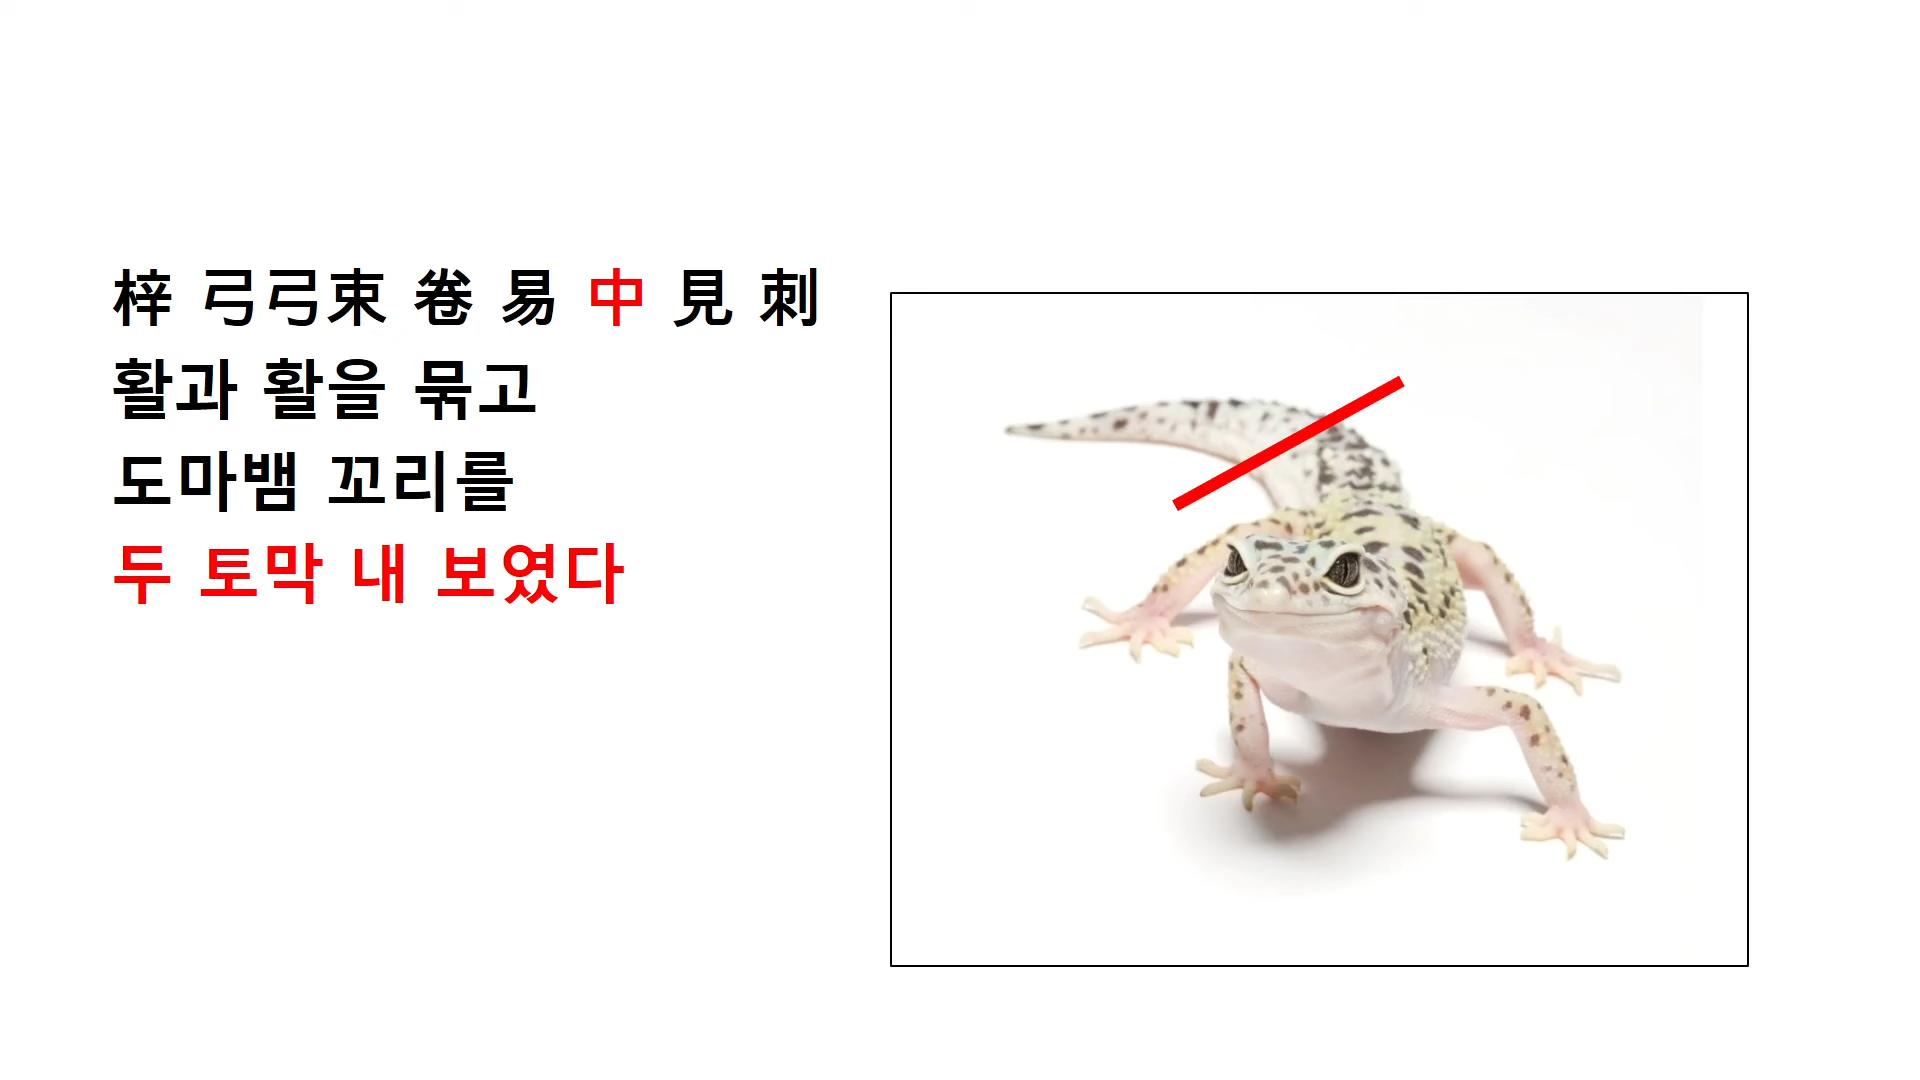 梓 弓弓束 卷 易 中 見 刺
활과 활을 묶고
도마뱀 꼬리를
두 토막 내 보였다